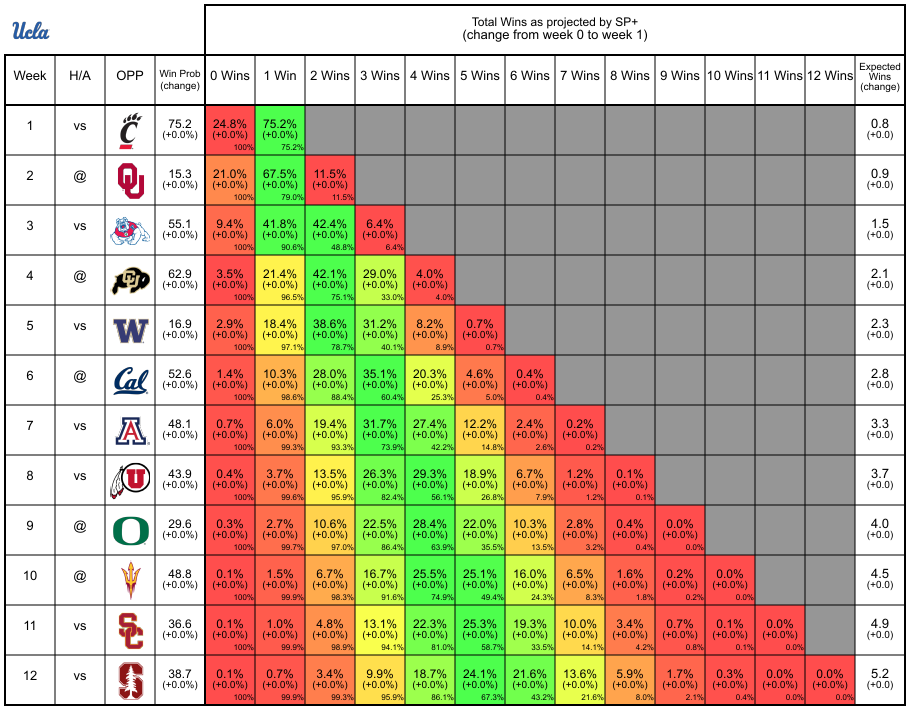 Ucla
Total Wins as projected by SP+
(change from week 0 to week 1)
Week H/A OPP Win Prob (change) 0 Wins 1 Win 2 Wins 3 Wins 4 Wins 5 Wins 6 Wins 7 Wins 8 Wins 9 Wins 10 Wins 11 Wins 12 Wins Expected Wins (change)
1 vs C 75.2 24.8% 75.2% 0.8
(+0.0%) (+0.0%) (+0.0%) (+0.0)
100% 75.2%
2 @ OU 15.3 21.0% 67.5% 11.5% 0.9
(+0.0%) (+0.0%) (+0.0%) (+0.0%) (+0.0)
100% 79.0% 11.5%
3 vs 55.1 9.4% 41.8% 42.4% 6.4% 1.5
(+0.0%) (+0.0%) (+0.0%) (+0.0%) (+0.0%) (+0.0)
100% 90.6% 48.8% 6.4%
4 @ CU 62.9 3.5% 21.4% 42.1% 29.0% 4.0% 2.1
(+0.0%) (+0.0%) (+0.0%) (+0.0%) (+0.0%) (+0.0%) (+0.0)
100% 96.5% 75.1% 33.0% 4.0%
5 vs W 16.9 2.9% 18.4% 38.6% 31.2% 8.2% 0.7% 2.3
(+0.0%) (+0.0%) (+0.0%) (+0.0%) (+0.0%) (+0.0%) (+0.0%) (+0.0)
100% 97.1% 78.7% 40.1% 8.9% 0.7%
6 @ Cal 52.6 1.4% 10.3% 28.0% 35.1% 20.3% 4.6% 0.4% 2.8
(+0.0%) (+0.0%) (+0.0%) (+0.0%) (+0.0%) (+0.0%) (+0.0%) (+0.0%) (+0.0)
100% 98.6% 88.4% 60.4% 25.3% 5.0% 0.4%
7 vs A 48.1 0.7% 6.0% 19.4% 31.7% 27.4% 12.2% 2.4% 0.2% 3.3
(+0.0%) (+0.0%) (+0.0%) (+0.0%) (+0.0%) (+0.0%) (+0.0%) (+0.0%) (+0.0%) (+0.0)
100% 99.3% 93.3% 73.9% 42.2% 14.8% 2.6% 0.2%
8 vs U 43.9 0.4% 3.7% 13.5% 26.3% 29.3% 18.9% 6.7% 1.2% 0.1% 3.7
(+0.0%) (+0.0%) (+0.0%) (+0.0%) (+0.0%) (+0.0%) (+0.0%) (+0.0%) (+0.0%) (+0.0%) (+0.0)
100% 99.6% 95.9% 82.4% 56.1% 26.8% 7.9% 1.2% 0.1%
9 @ O 29.6 0.3% 2.7% 10.6% 22.5% 28.4% 22.0% 10.3% 2.8% 0.4% 0.0% 4.0
(+0.0%) (+0.0%) (+0.0%) (+0.0%) (+0.0%) (+0.0%) (+0.0%) (+0.0%) (+0.0%) (+0.0%) (+0.0%) (+0.0)
100% 99.7% 97.0% 86.4% 63.9% 35.5% 13.5% 3.2% 0.4% 0.0%
10 @ 48.8 0.1% 1.5% 6.7% 16.7% 25.5% 25.1% 16.0% 6.5% 1.6% 0.2% 0.0% 4.5
(+0.0%) (+0.0%) (+0.0%) (+0.0%) (+0.0%) (+0.0%) (+0.0%) (+0.0%) (+0.0%) (+0.0%) (+0.0%) (+0.0%) (+0.0)
100% 99.9% 98.3% 91.6% 74.9% 49.4% 24.3% 8.3% 1.8% 0.2% 0.0%
11 vs SC 36.6 0.1% 1.0% 4.8% 13.1% 22.3% 25.3% 19.3% 10.0% 3.4% 0.7% 0.1% 0.0% 4.9
(+0.0%) (+0.0%) (+0.0%) (+0.0%) (+0.0%) (+0.0%) (+0.0%) (+0.0%) (+0.0%) (+0.0%) (+0.0%) (+0.0%) (+0.0%) (+0.0)
100% 99.9% 98.9% 94.1% 81.0% 58.7% 33.5% 14.1% 4.2% 0.8% 0.1% 0.0%
12 vs S 38.7 0.1% 0.7% 3.4% 9.9% 18.7% 24.1% 21.6% 13.6% 5.9% 1.7% 0.3% 0.0% 0.0% 5.2
(+0.0%) (+0.0%) (+0.0%) (+0.0%) (+0.0%) (+0.0%) (+0.0%) (+0.0%) (+0.0%) (+0.0%) (+0.0%) (+0.0%) (+0.0%) (+0.0%) (+0.0)
100% 99.9% 99.3% 95.9% 86.1% 67.3% 43.2% 21.6% 8.0% 2.1% 0.4% 0.0% 0.0%